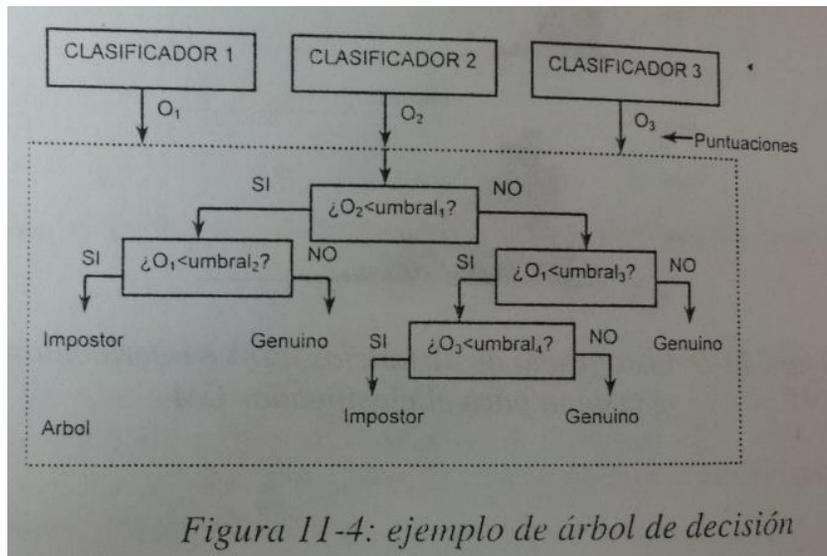 CLASIFICADOR 1
CLASIFICADOR 2
CLASIFICADOR 3
O₁
O₂
O₃
Puntuaciones
SI
¿O₂<umbral₁?
NO
SI
¿O₁<umbral₂?
NO
SI
¿O₁<umbral₃?
NO
Impostor
Genuino
SI
¿O₃<umbral₄?
NO
Genuino
Impostor
Genuino
Arbol
Figura 11-4: ejemplo de árbol de decisión